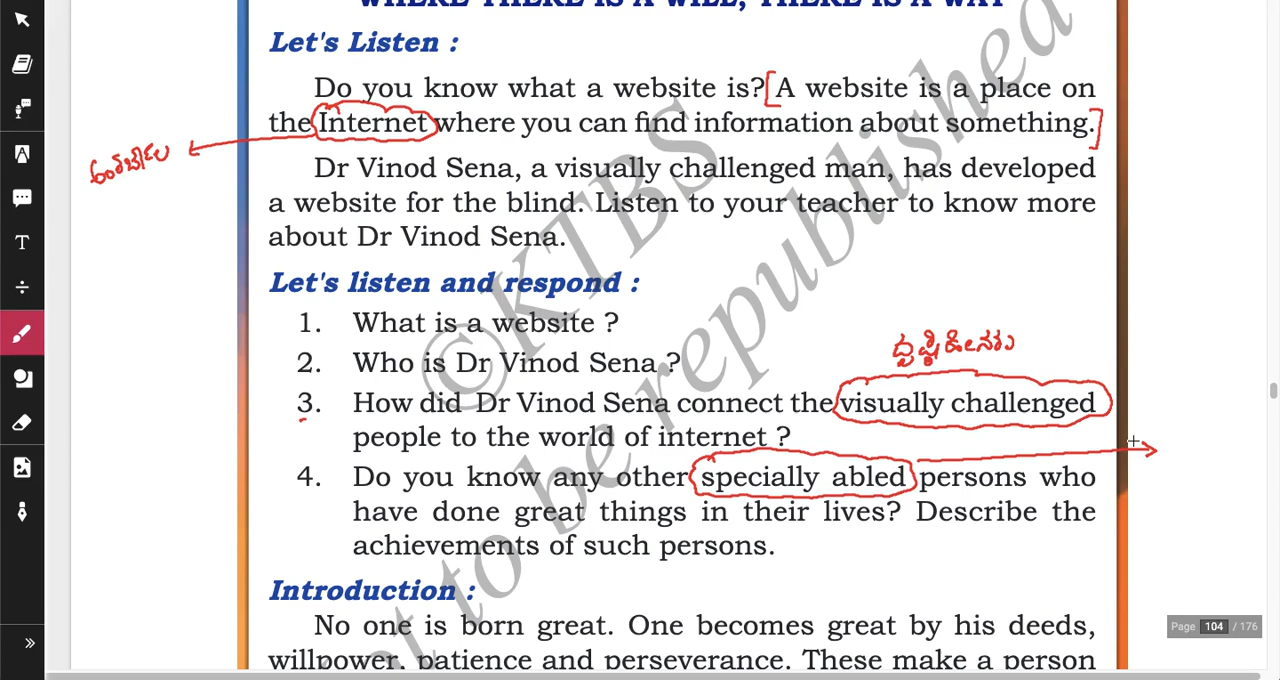 WHERE THERE IS A WILL, THERE IS A WAY
Let's Listen :
Do you know what a website is? [A website is a place on
the Internet where you can find information about something.]
ಅಂತರ್ಜಾಲ
Dr Vinod Sena, a visually challenged man, has developed
a website for the blind. Listen to your teacher to know more
about Dr Vinod Sena.
Let's listen and respond :
1. What is a website ?
2. Who is Dr Vinod Sena ?
ದೃಷ್ಟಿಹೀನರು
3. How did Dr Vinod Sena connect the visually challenged
people to the world of internet ?
4. Do you know any other specially abled persons who
have done great things in their lives? Describe the
achievements of such persons.
Introduction :
No one is born great. One becomes great by his deeds,
willpower, patience and perseverance. These make a person
©KTBS
Not to be republished
Page 104 / 176